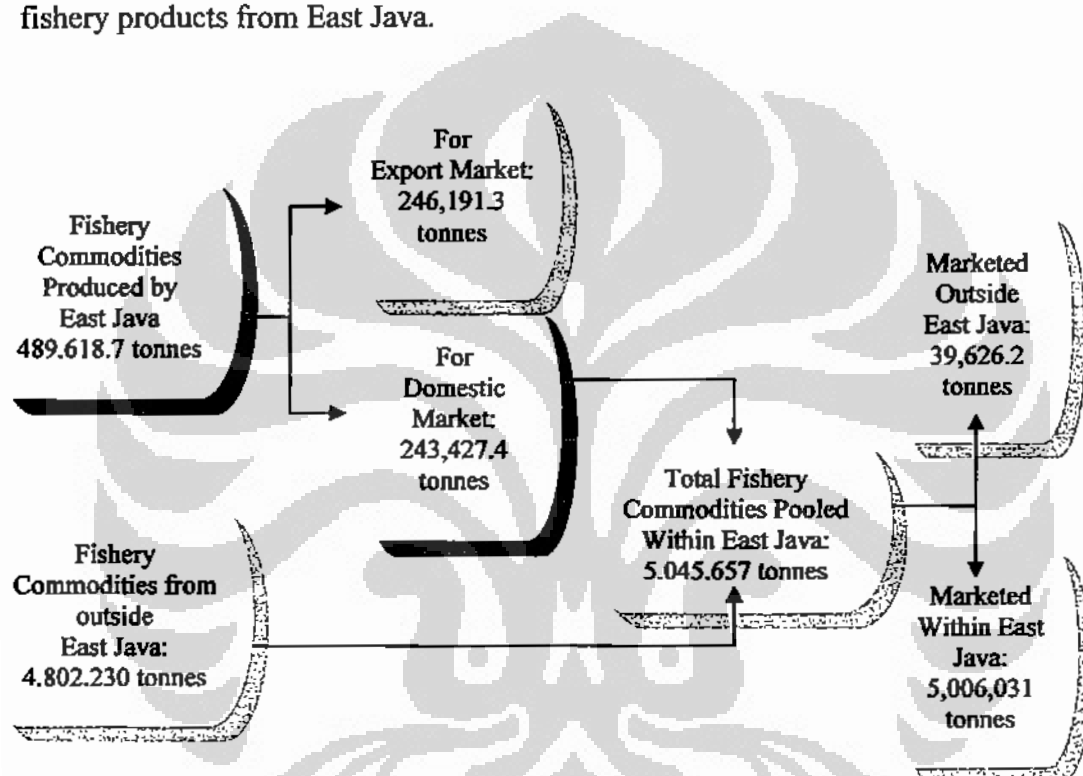 fishery products from East Java.
For
Export Market:
246,191.3
tonnes
Fishery
Commodities
Produced by
East Java
489.618.7 tonnes
For
Domestic
Market:
243,427.4
tonnes
Fishery
Commodities from
outside
East Java:
4.802.230 tonnes
Total Fishery
Commodities Pooled
Within East Java:
5.045.657 tonnes
Marketed
Outside
East Java:
39,626.2
tonnes
Marketed
Within East
Java:
5,006,031
tonnes